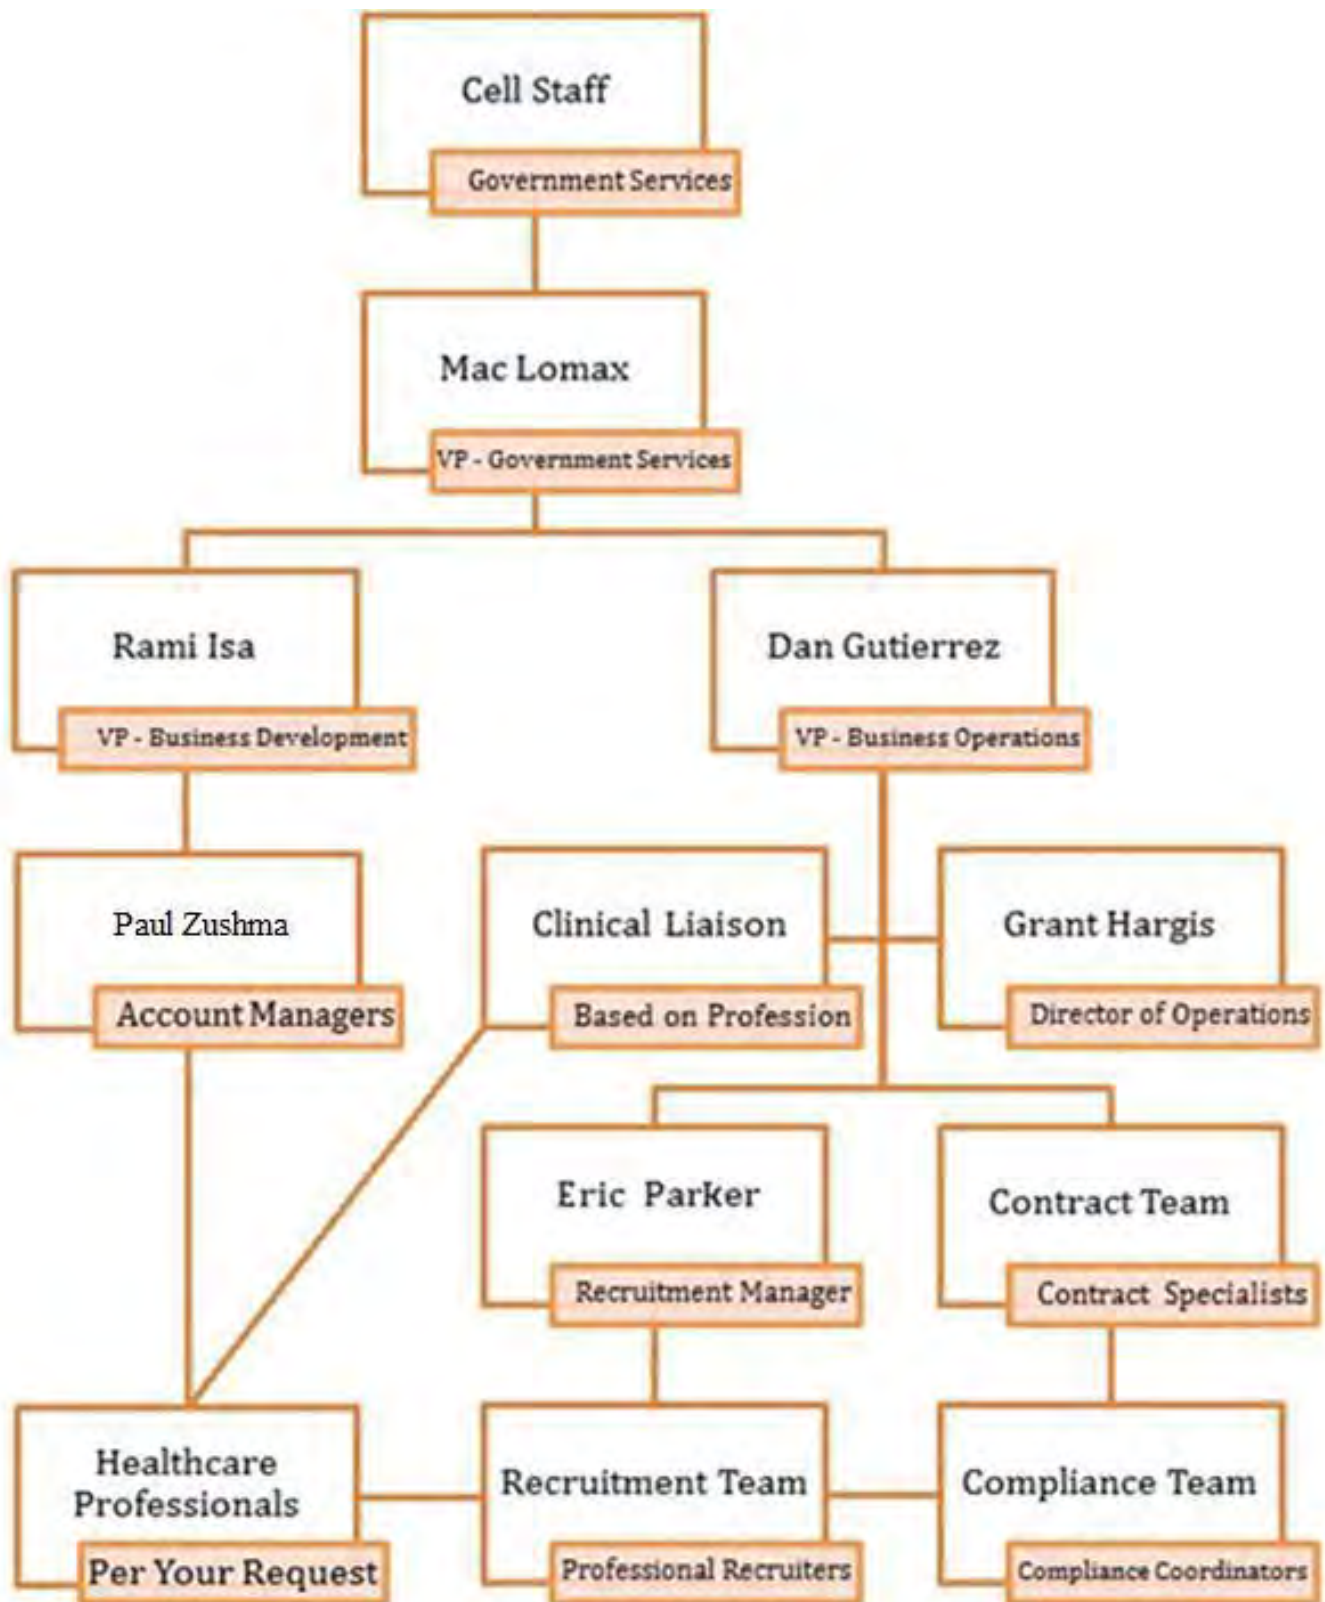 Cell Staff
Government Services
Mac Lomax
VP - Government Services
Rami Isa
VP - Business Development
Dan Gutierrez
VP - Business Operations
Paul Zushma
Account Managers
Clinical Liaison
Based on Profession
Grant Hargis
Director of Operations
Eric Parker
Recruitment Manager
Contract Team
Contract Specialists
Healthcare
Professionals
Per Your Request
Recruitment Team
Professional Recruiters
Compliance Team
Compliance Coordinators